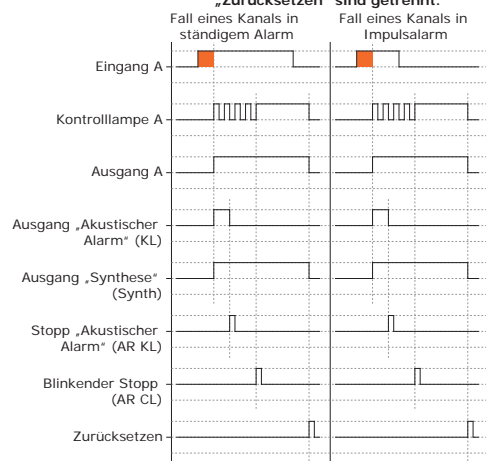 „Zurücksetzen“ sind getrennt.
Fall eines Kanals in
ständigem Alarm
Fall eines Kanals in
Impulsalarm
Eingang A
Kontrolllampe A
Ausgang A
Ausgang „Akustischer
Alarm“ (KL)
Ausgang „Synthese“
(Synth)
Stopp „Akustischer
Alarm“ (AR KL)
Blinkender Stopp
(AR CL)
Zurücksetzen